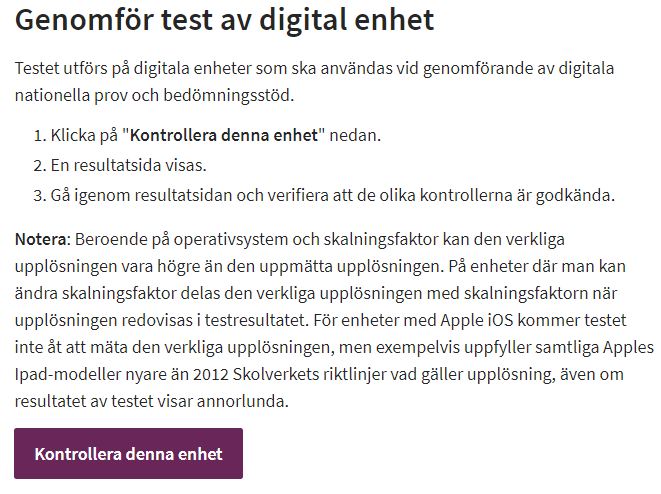 Genomför test av digital enhet
Testet utförs på digitala enheter som ska användas vid genomförande av digitala
nationella prov och bedömningsstöd.
1. Klicka på "Kontrollera denna enhet" nedan.
2. En resultatsida visas.
3. Gå igenom resultatsidan och verifiera att de olika kontrollerna är godkända.
Notera: Beroende på operativsystem och skalningsfaktor kan den verkliga
upplösningen vara högre än den uppmätta upplösningen. På enheter där man kan
ändra skalningsfaktor delas den verkliga upplösningen med skalningsfaktorn när
upplösningen redovisas i testresultatet. För enheter med Apple iOS kommer testet
inte åt att mäta den verkliga upplösningen, men exempelvis uppfyller samtliga Apples
Ipad-modeller nyare än 2012 Skolverkets riktlinjer vad gäller upplösning, även om
resultatet av testet visar annorlunda.
Kontrollera denna enhet